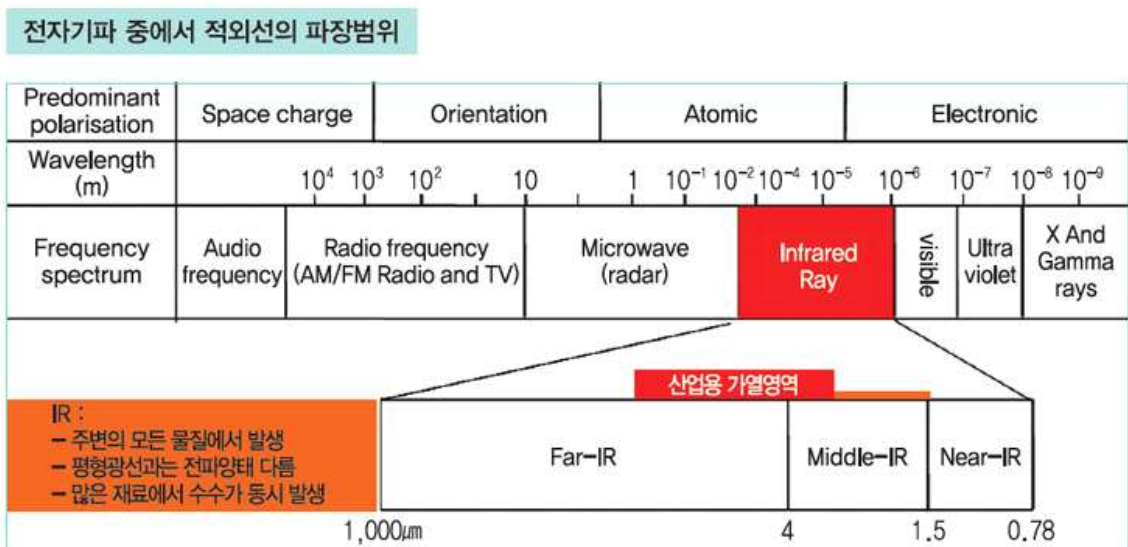 전자기파 중에서 적외선의 파장범위
Predominant polarisation Space charge Orientation Atomic Electronic
Wavelength (m) 10⁴ 10³ 10² 10 1 10⁻¹ 10⁻² 10⁻⁴ 10⁻⁵ 10⁻⁶ 10⁻⁷ 10⁻⁸ 10⁻⁹
Frequency spectrum
Audio frequency
Radio frequency
(AM/FM Radio and TV)
Microwave
(radar)
Infrared
Ray
visible
Ultra
violet
X And
Gamma
rays
산업용 가열영역
IR :
– 주변의 모든 물질에서 발생
– 평형광선과는 전파양태 다름
– 많은 재료에서 수수가 동시 발생
Far–IR Middle–IR Near–IR
1,000㎛ 4 1.5 0.78